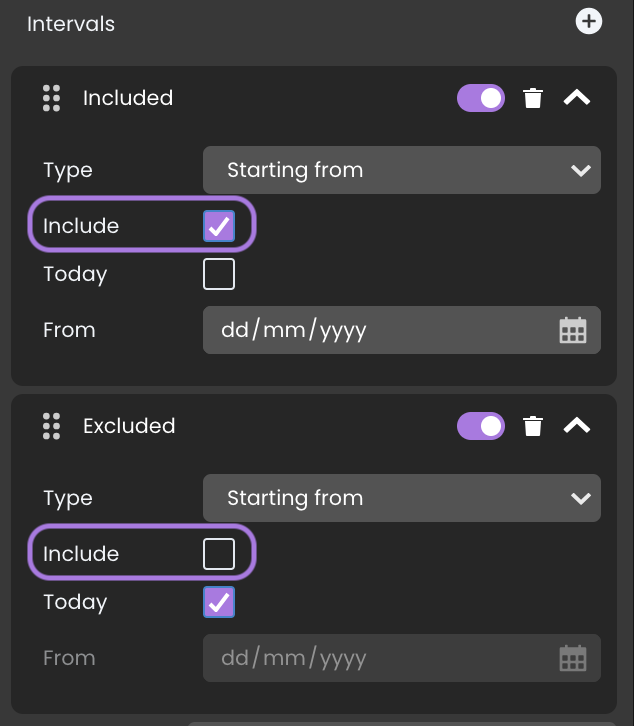 Intervals
Included
Type Starting from
Include
Today
From dd/mm/yyyy
Excluded
Type Starting from
Include
Today
From dd/mm/yyyy